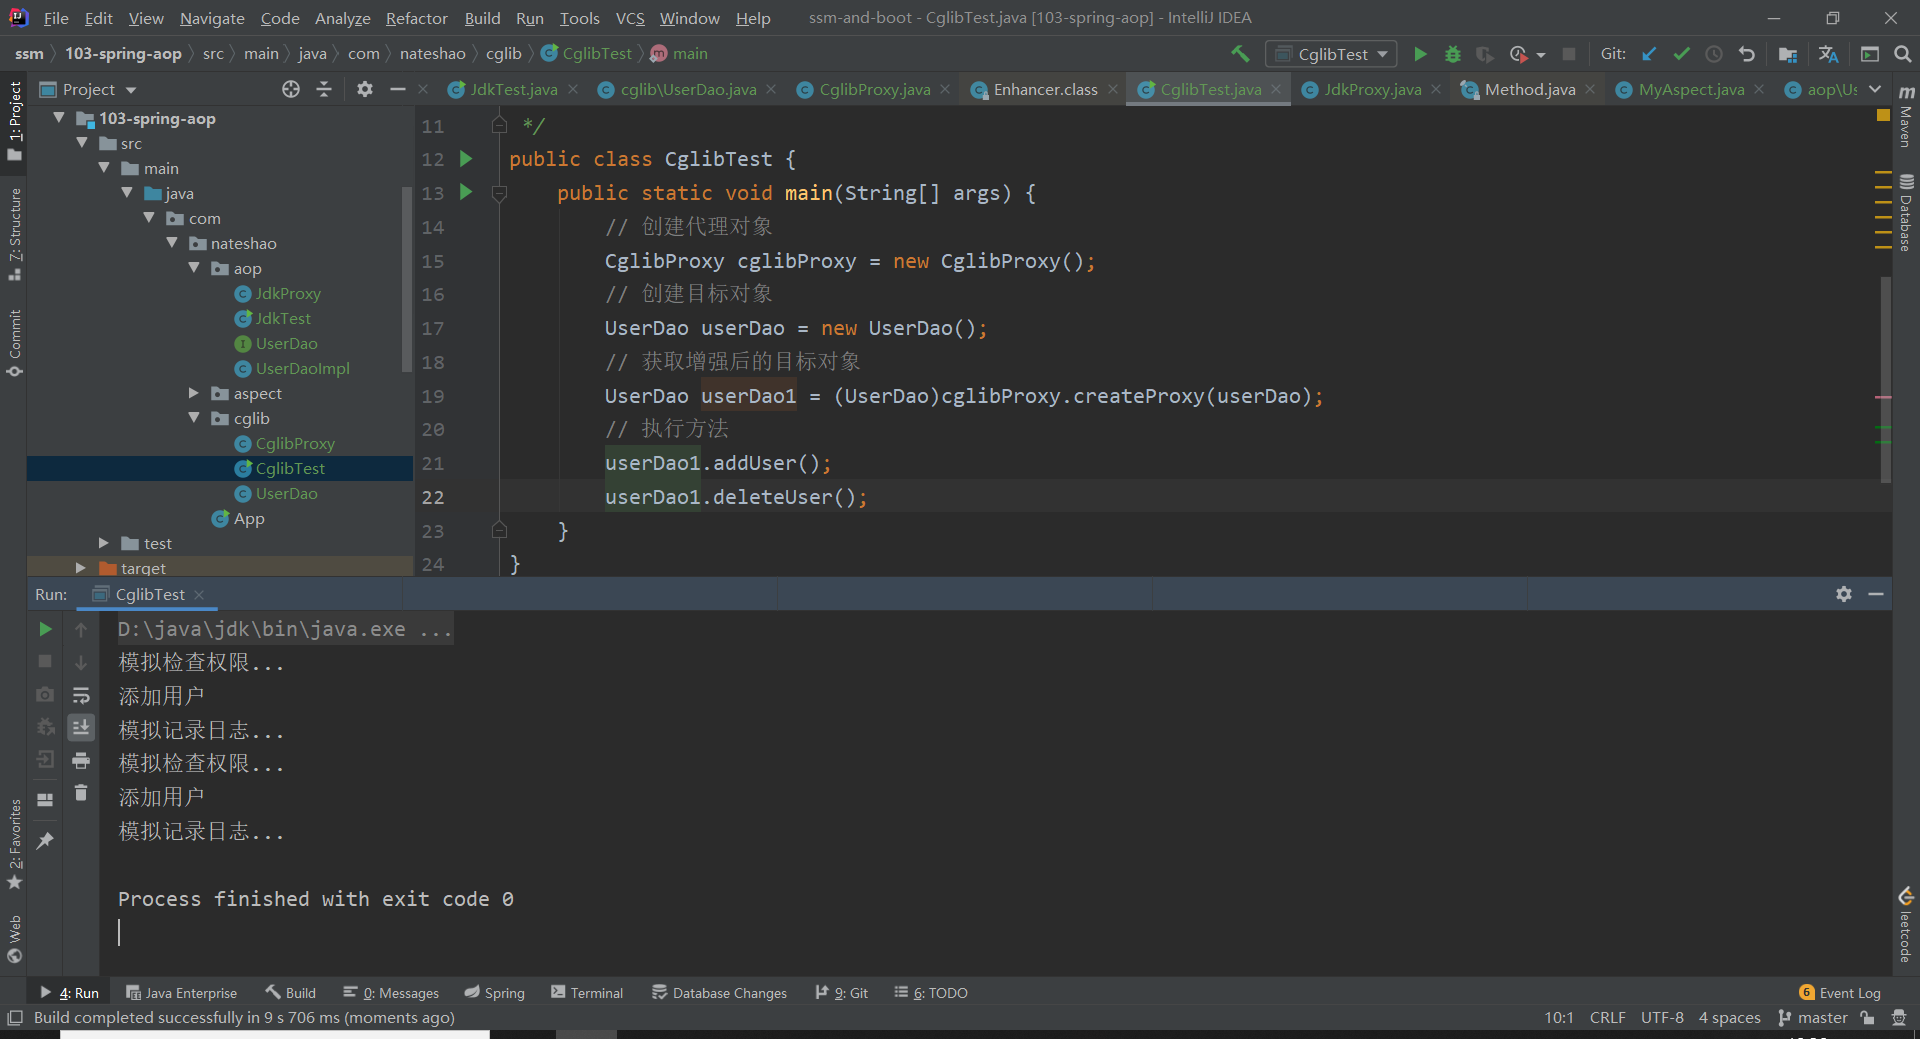 File Edit View Navigate Code Analyze Refactor Build Run Tools VCS Window Help ssm-and-boot - CglibTest.java [103-spring-aop] - IntelliJ IDEA
ssm 103-spring-aop src main java com nateshao cglib CglibTest main CglibTest Git:
Project JdkTest.java cglib\UserDao.java CglibProxy.java Enhancer.class CglibTest.java JdkProxy.java Method.java MyAspect.java aop\Us
1: Project
7: Structure
Commit
2: Favorites
Web
103-spring-aop
src
main
java
com
nateshao
aop
JdkProxy
JdkTest
UserDao
UserDaoImpl
aspect
cglib
CglibProxy
CglibTest
UserDao
App
test
target
11 */
12 public class CglibTest {
13 public static void main(String[] args) {
14 // 创建代理对象
15 CglibProxy cglibProxy = new CglibProxy();
16 // 创建目标对象
17 UserDao userDao = new UserDao();
18 // 获取增强后的目标对象
19 UserDao userDao1 = (UserDao)cglibProxy.createProxy(userDao);
20 // 执行方法
21 userDao1.addUser();
22 userDao1.deleteUser();
23 }
24 }
Maven
Database
leetcode
Run: CglibTest
D:\java\jdk\bin\java.exe ...
模拟检查权限...
添加用户
模拟记录日志...
模拟检查权限...
添加用户
模拟记录日志...
Process finished with exit code 0
4: Run Java Enterprise Build 0: Messages Spring Terminal Database Changes 9: Git 6: TODO 6 Event Log
Build completed successfully in 9 s 706 ms (moments ago) 10:1 CRLF UTF-8 4 spaces master